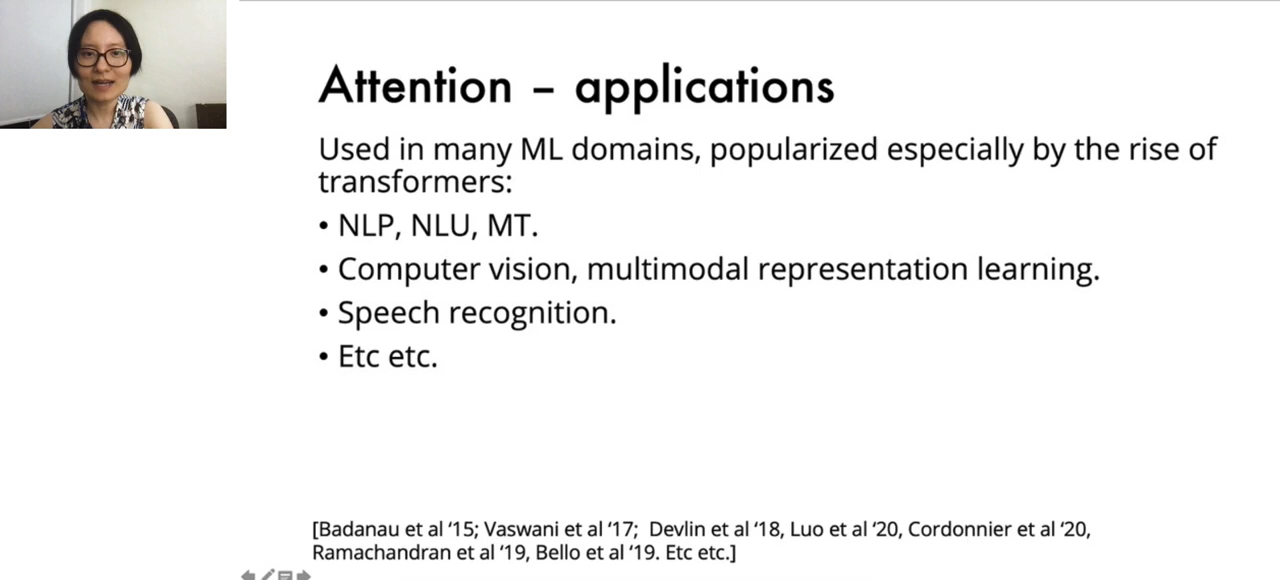 Attention – applications
Used in many ML domains, popularized especially by the rise of
transformers:
• NLP, NLU, MT.
• Computer vision, multimodal representation learning.
• Speech recognition.
• Etc etc.
[Badanau et al ‘15; Vaswani et al ‘17;  Devlin et al ‘18, Luo et al ‘20, Cordonnier et al ‘20,
Ramachandran et al ‘19, Bello et al ‘19. Etc etc.]